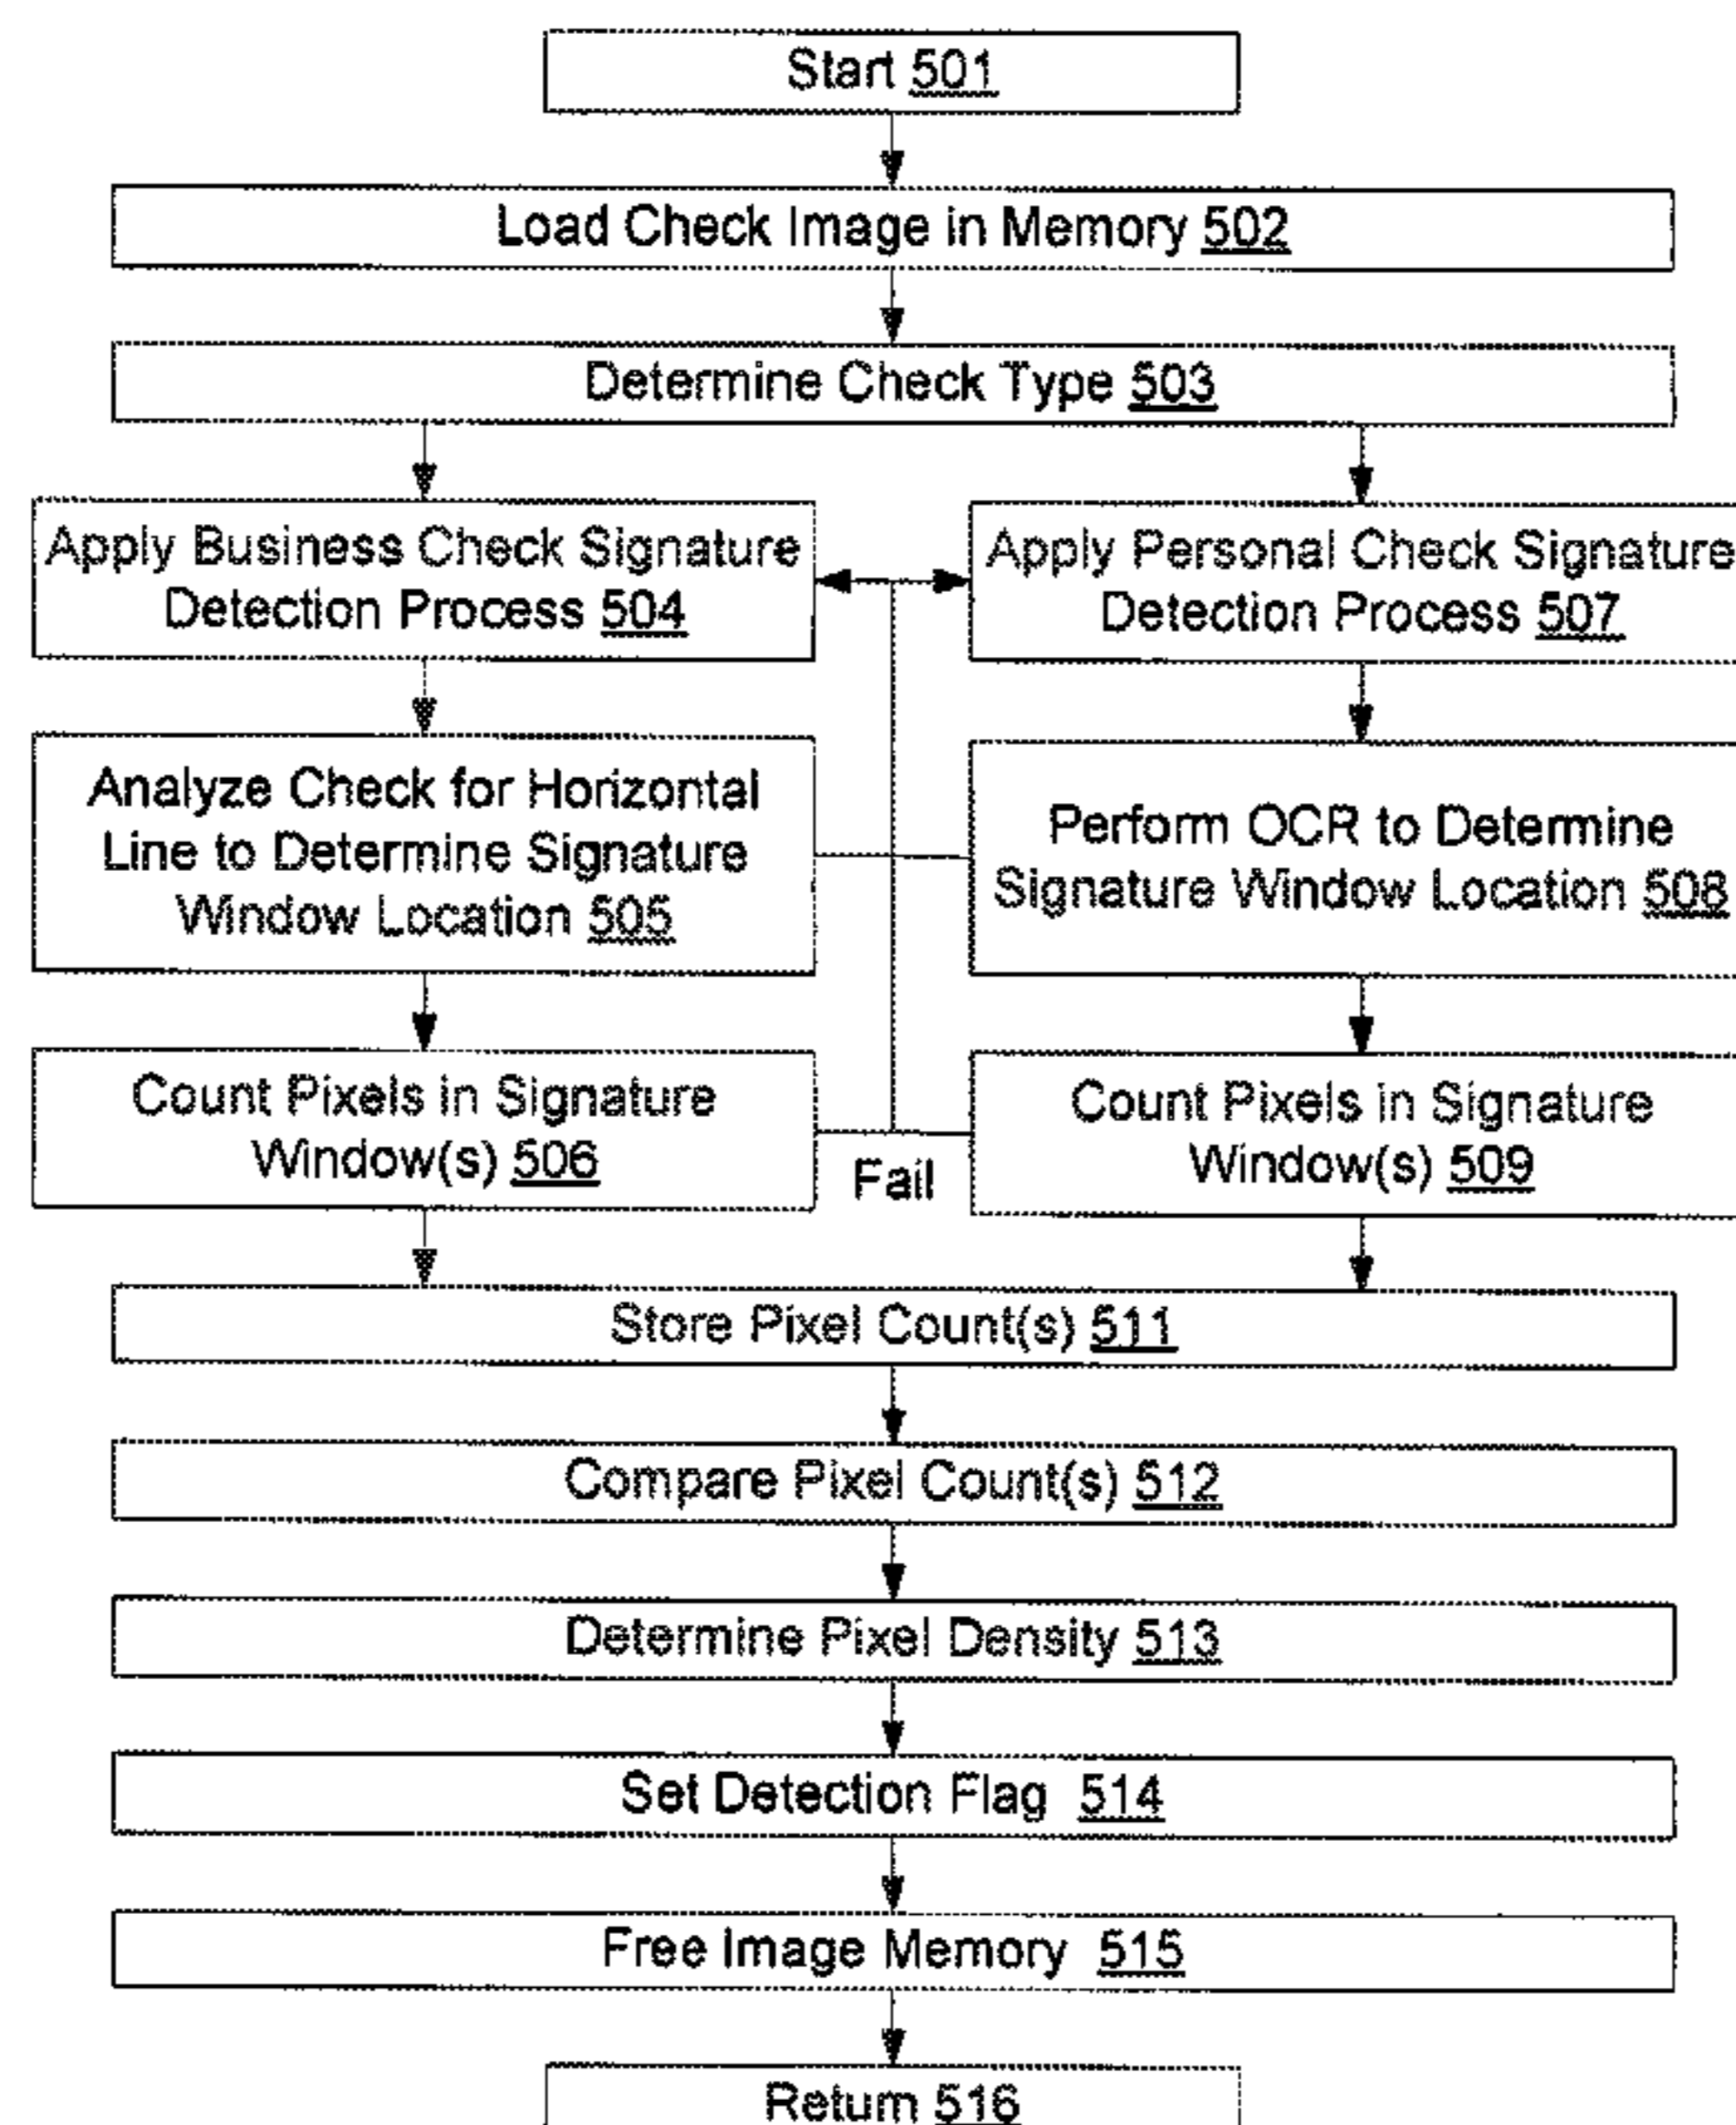 Start 501
Load Check Image in Memory 502
Determine Check Type 503
Apply Business Check Signature
Detection Process 504
Apply Personal Check Signature
Detection Process 507
Analyze Check for Horizontal
Line to Determine Signature
Window Location 505
Perform OCR to Determine
Signature Window Location 508
Count Pixels in Signature
Window(s) 506
Fail
Count Pixels in Signature
Window(s) 509
Store Pixel Count(s) 511
Compare Pixel Count(s) 512
Determine Pixel Density 513
Set Detection Flag 514
Free Image Memory 515
Return 516